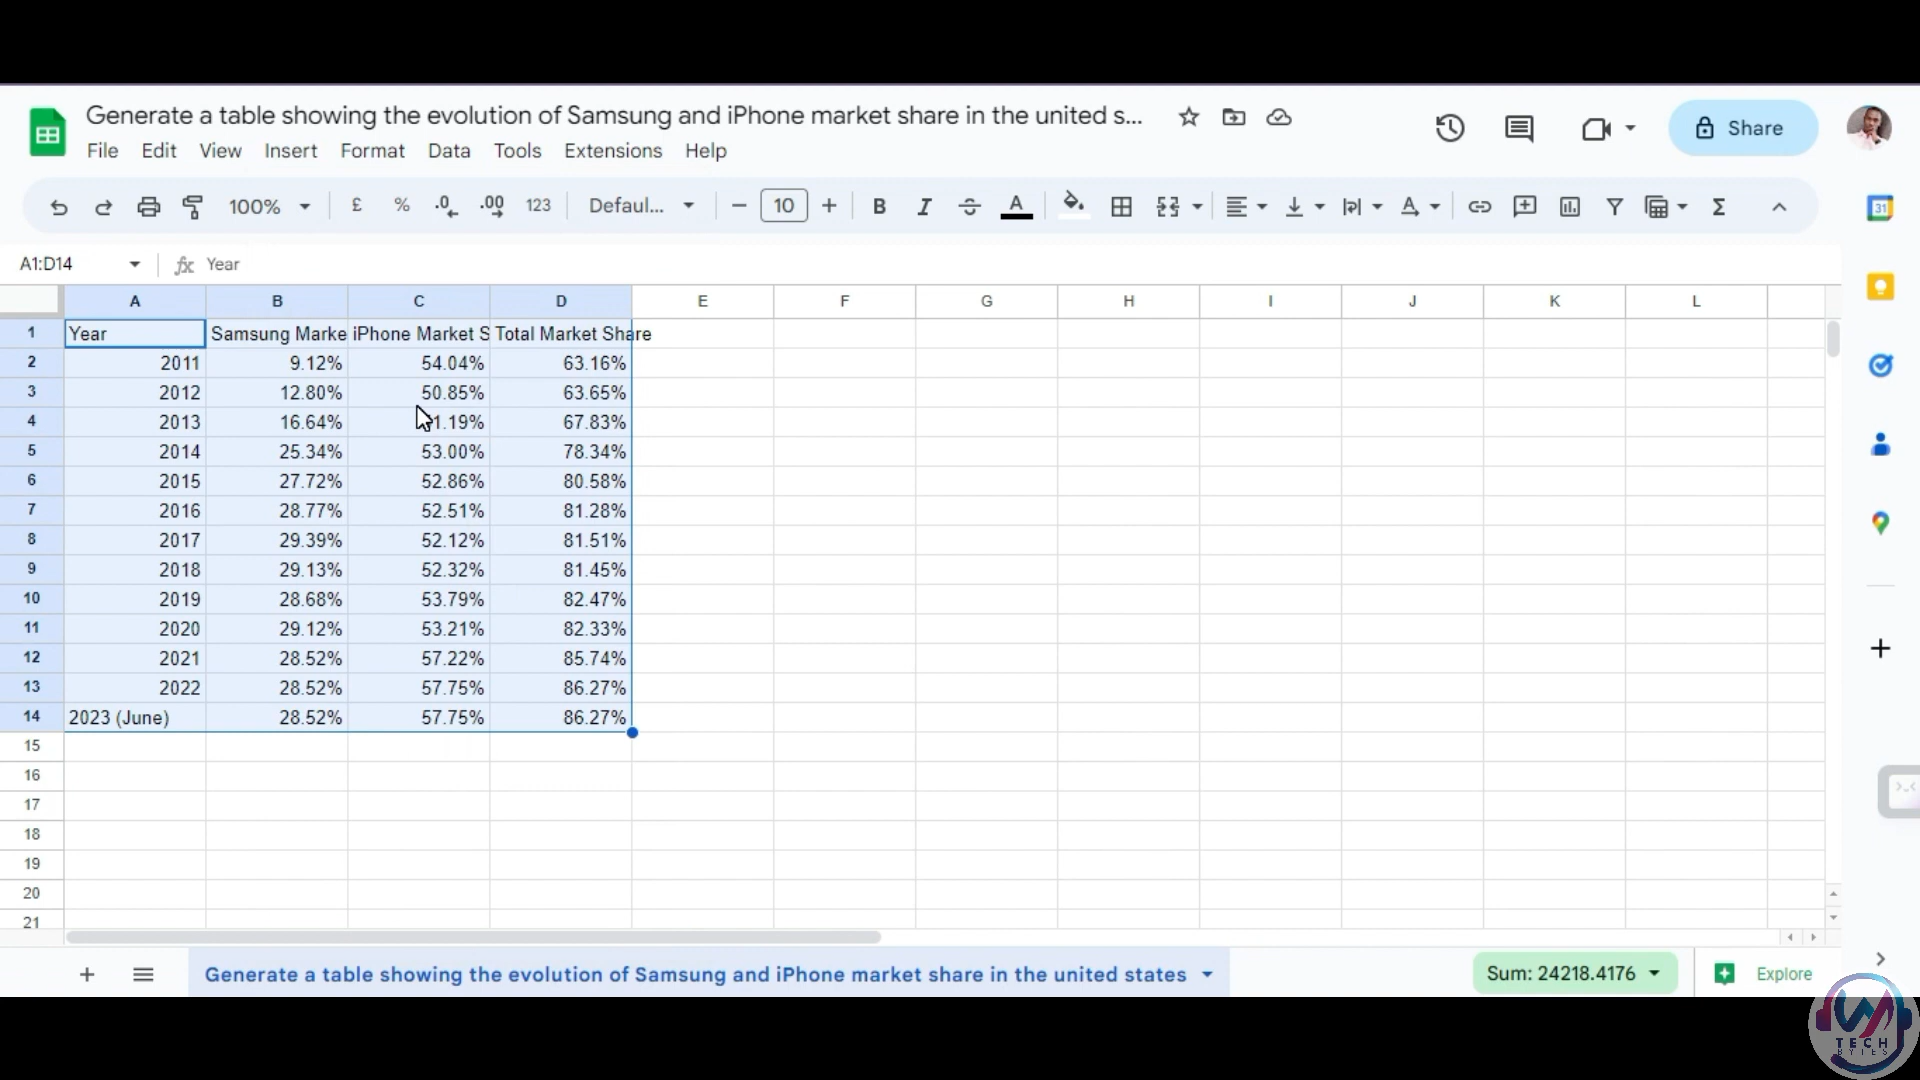 Generate a table showing the evolution of Samsung and iPhone market share in the united s...
File Edit View Insert Format Data Tools Extensions Help
Share
100% £ % .0 .00 123 Defaul... 10 B I A
31
A1:D14 fx Year
A B C D E F G H I J K L
1 Year Samsung Marke iPhone Market S Total Market Share
2 2011 9.12% 54.04% 63.16%
3 2012 12.80% 50.85% 63.65%
4 2013 16.64% 1.19% 67.83%
5 2014 25.34% 53.00% 78.34%
6 2015 27.72% 52.86% 80.58%
7 2016 28.77% 52.51% 81.28%
8 2017 29.39% 52.12% 81.51%
9 2018 29.13% 52.32% 81.45%
10 2019 28.68% 53.79% 82.47%
11 2020 29.12% 53.21% 82.33%
12 2021 28.52% 57.22% 85.74%
13 2022 28.52% 57.75% 86.27%
14 2023 (June) 28.52% 57.75% 86.27%
15
16
17
18
19
20
21
Generate a table showing the evolution of Samsung and iPhone market share in the united states Sum: 24218.4176 Explore
TECH
BYTES